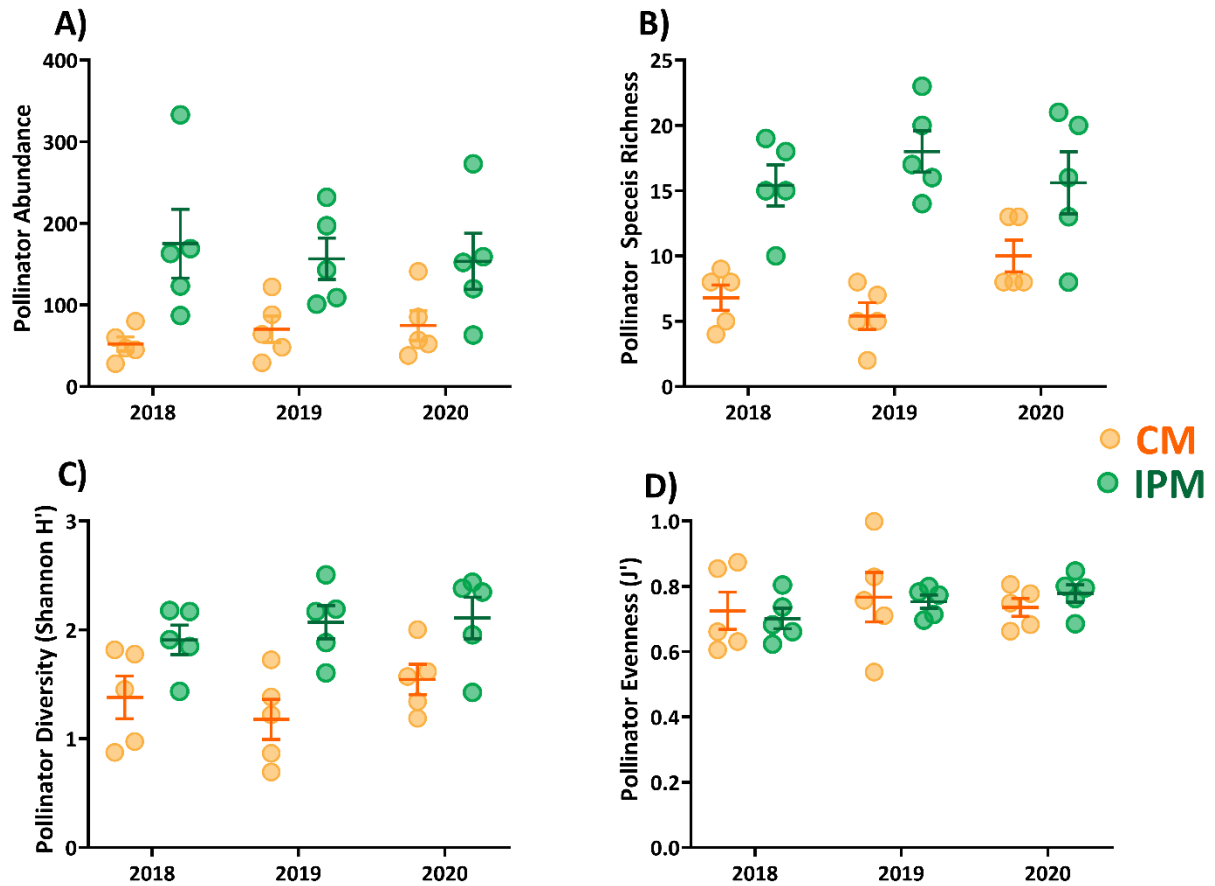 A)
Pollinator Abundance
400
300
200
100
0
2018 2019 2020
B)
Pollinator Speceis Richness
25
20
15
10
5
0
2018 2019 2020
CM
IPM
C)
Pollinator Diversity (Shannon H')
3
2
1
0
2018 2019 2020
D)
Pollinator Evenness (J')
1.0
0.8
0.6
0.4
0.2
0.0
2018 2019 2020